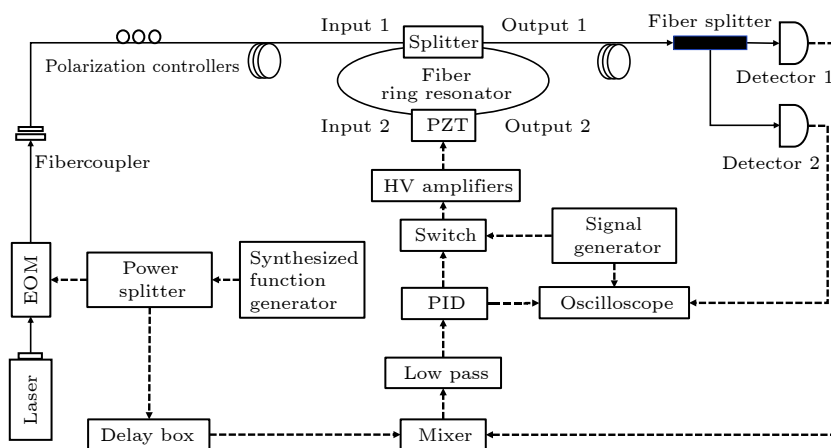 Input 1
Output 1
Fiber splitter
Splitter
Polarization controllers
Fiber
ring resonator
Detector 1
Input 2
PZT
Output 2
Fibercoupler
Detector 2
HV amplifiers
Switch
Signal
generator
EOM
Power
splitter
Synthesized
function
generator
PID
Oscilloscope
Laser
Low pass
Delay box
Mixer